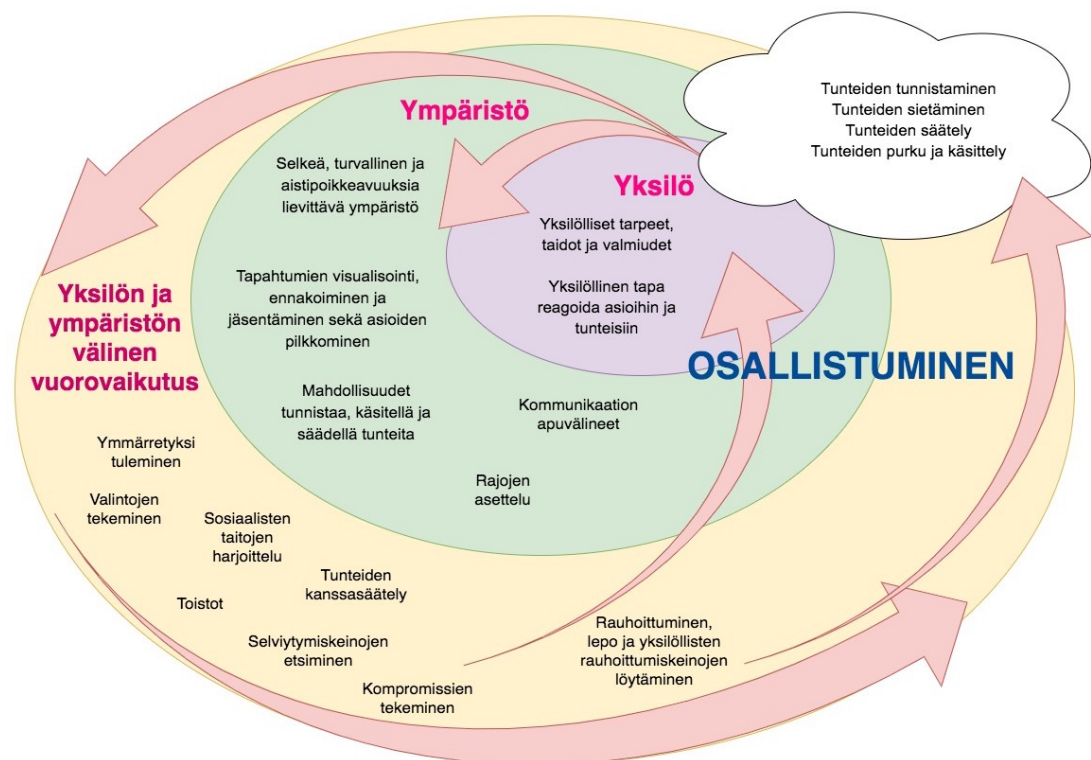 Tunteiden tunnistaminen
Tunteiden sietäminen
Tunteiden säätely
Tunteiden purku ja käsittely
Ympäristö
Selkeä, turvallinen ja
aistipoikkeavuuksia
lievittävä ympäristö
Yksilö
Yksilölliset tarpeet,
taidot ja valmiudet
Yksilöllinen tapa
reagoida asioihin ja
tunteisiin
Tapahtumien visualisointi,
ennakoiminen ja
jäsentäminen sekä asioiden
pilkkominen
Yksilön ja
ympäristön
välinen
vuorovaikutus
OSALLISTUMINEN
Mahdollisuudet
tunnistaa, käsitellä ja
säädellä tunteita
Kommunikaation
apuvälineet
Rajojen
asettelu
Ymmärretyksi
tuleminen
Valintojen
tekeminen
Sosiaalisten
taitojen
harjoittelu
Tunteiden
kanssasäätely
Toistot
Selviytymiskeinojen
etsiminen
Kompromissien
tekeminen
Rauhoittuminen,
lepo ja yksilöllisten
rauhoittumiskeinojen
löytäminen